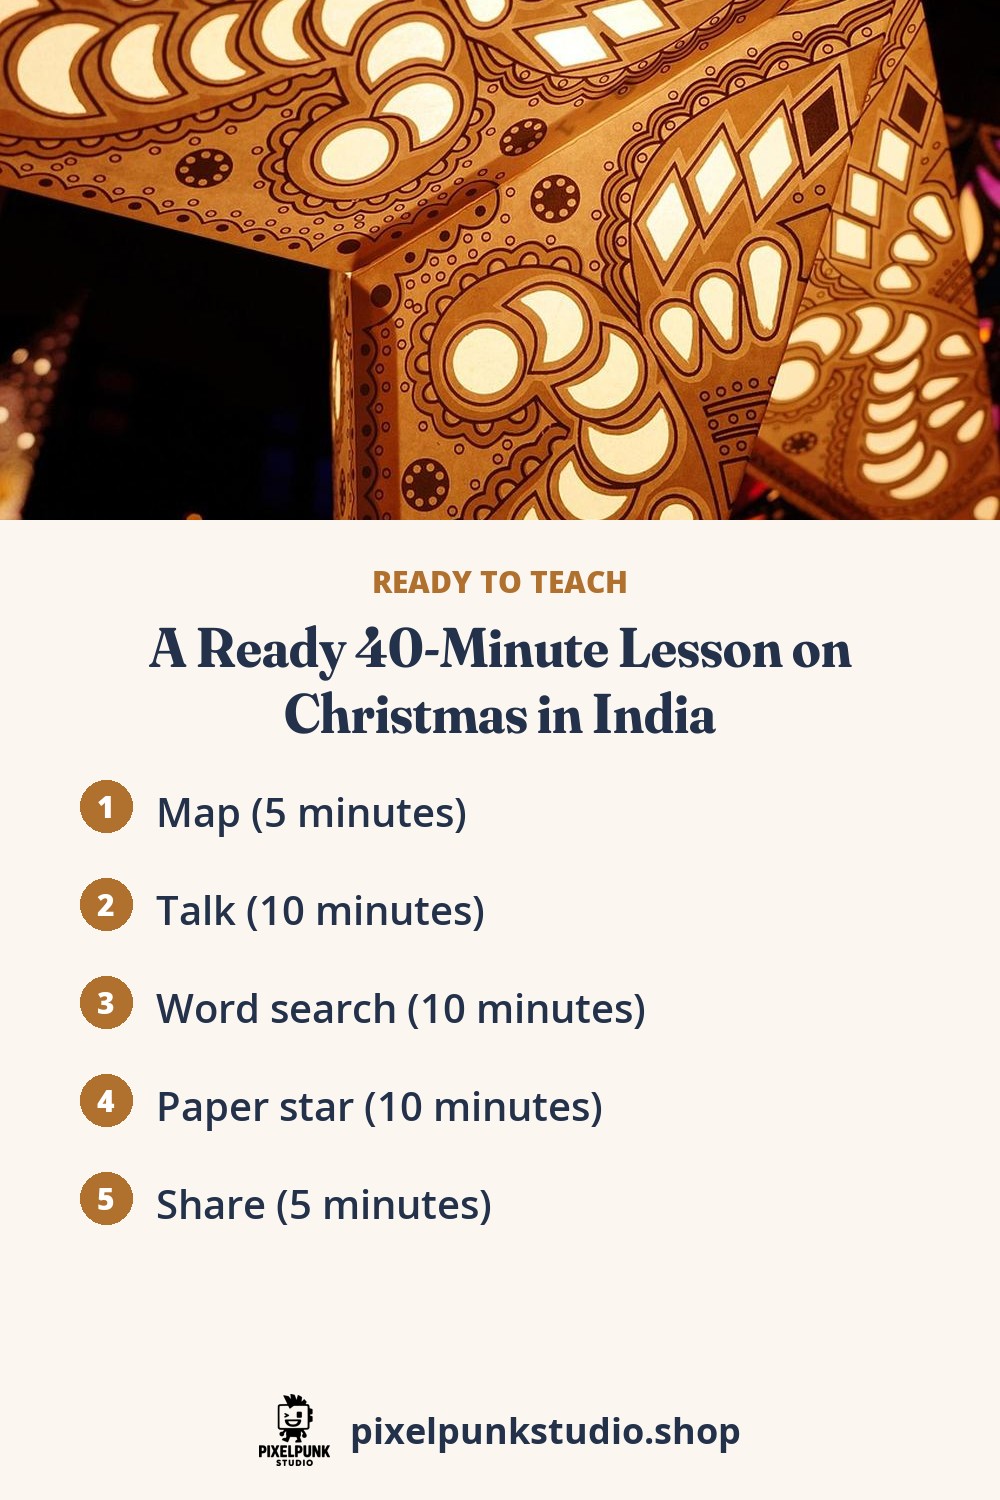 READY TO TEACH
A Ready 40-Minute Lesson on
Christmas in India
1 Map (5 minutes)
2 Talk (10 minutes)
3 Word search (10 minutes)
4 Paper star (10 minutes)
5 Share (5 minutes)
PIXELPUNK
STUDIO
pixelpunkstudio.shop